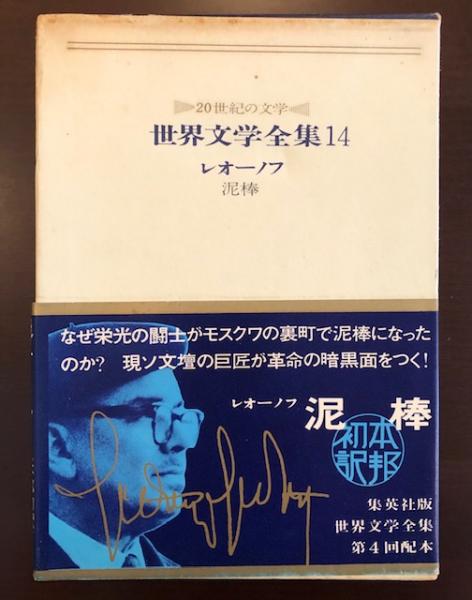 20世紀の文学
世界文学全集14
レオーノフ
泥棒
なぜ栄光の闘士がモスクワの裏町で泥棒になった
のか? 現ソ文壇の巨匠が革命の暗黒面をつく!
レオーノフ 泥棒
本邦初訳
集英社版
世界文学全集
第4回配本